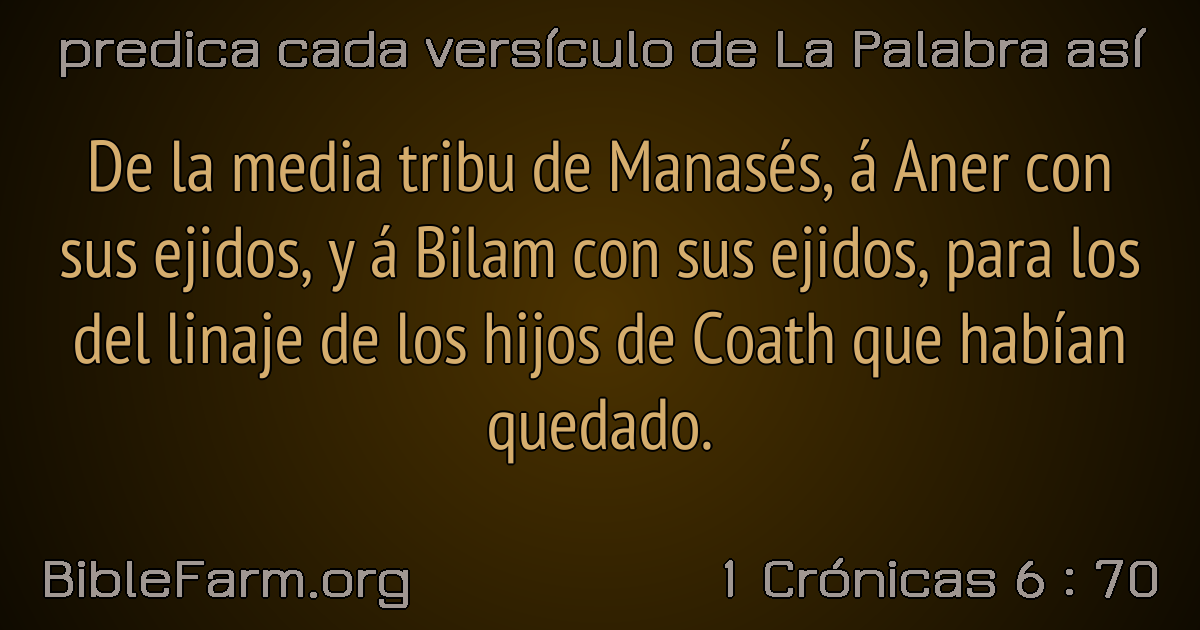 predica cada versículo de La Palabra así
De la media tribu de Manasés, á Aner con
sus ejidos, y á Bilam con sus ejidos, para los
del linaje de los hijos de Coath que habían
quedado.
BibleFarm.org
1 Crónicas 6 : 70